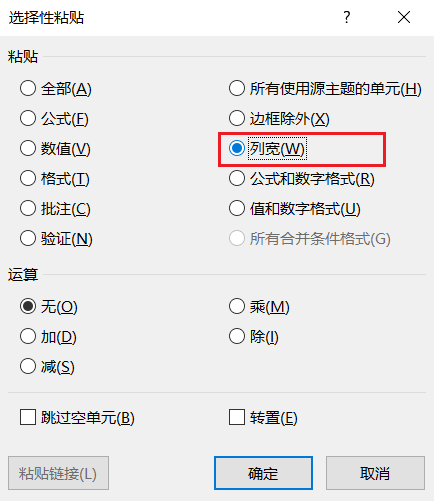 选择性粘贴 ?
粘贴
全部(A) 所有使用源主题的单元(H)
公式(F) 边框除外(X)
数值(V) 列宽(W)
格式(T) 公式和数字格式(R)
批注(C) 值和数字格式(U)
验证(N) 所有合并条件格式(G)
运算
无(O) 乘(M)
加(D) 除(I)
减(S)
跳过空单元(B) 转置(E)
粘贴链接(L) 确定 取消